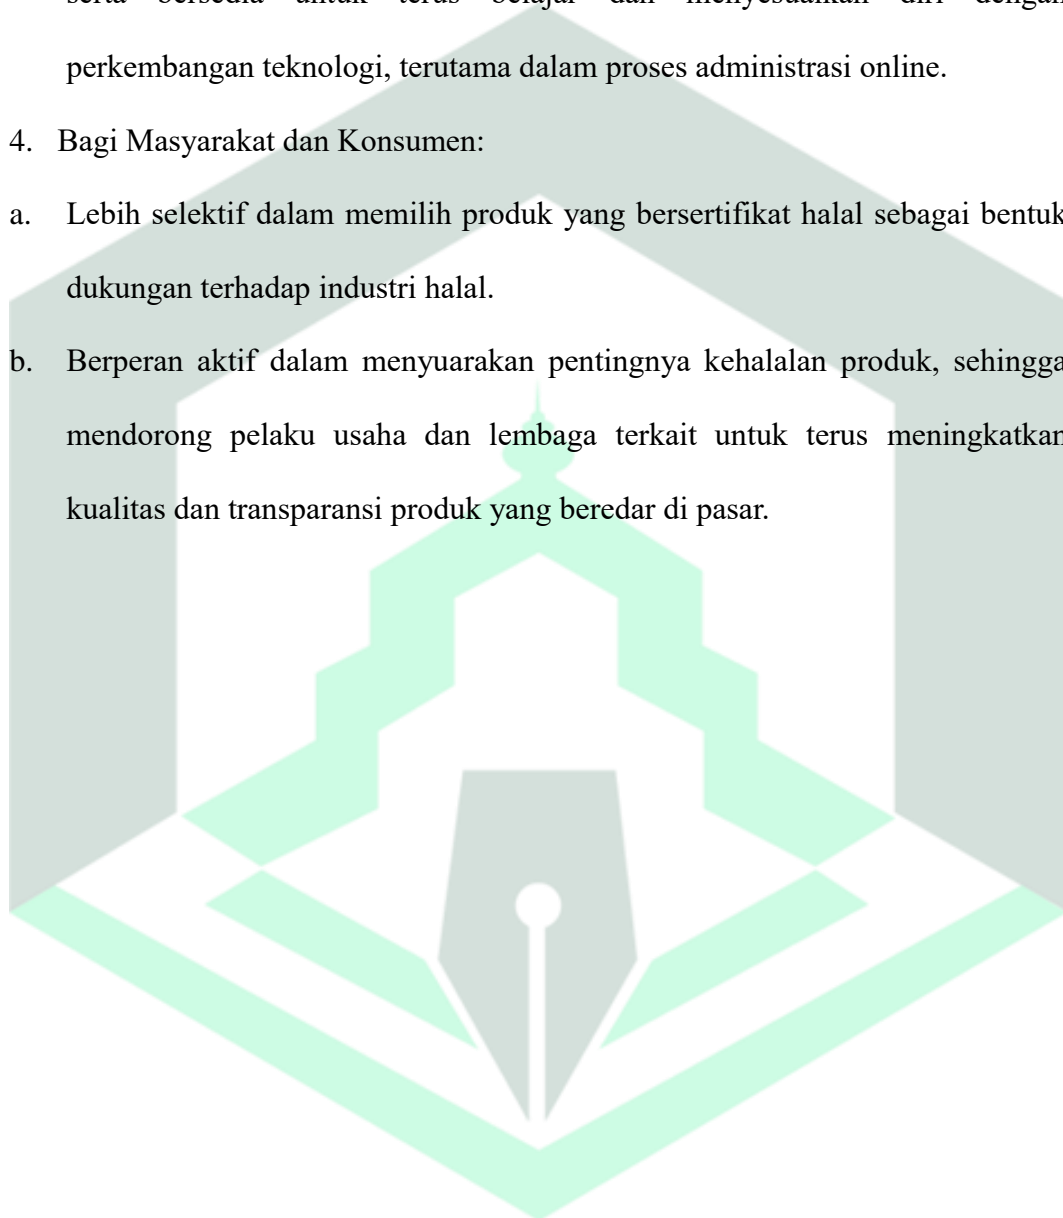 serta bersedia untuk terus belajar dan menyesuaikan diri dengan
perkembangan teknologi, terutama dalam proses administrasi online.
4. Bagi Masyarakat dan Konsumen:
a. Lebih selektif dalam memilih produk yang bersertifikat halal sebagai bentuk
dukungan terhadap industri halal.
b. Berperan aktif dalam menyuarakan pentingnya kehalalan produk, sehingga
mendorong pelaku usaha dan lembaga terkait untuk terus meningkatkan
kualitas dan transparansi produk yang beredar di pasar.